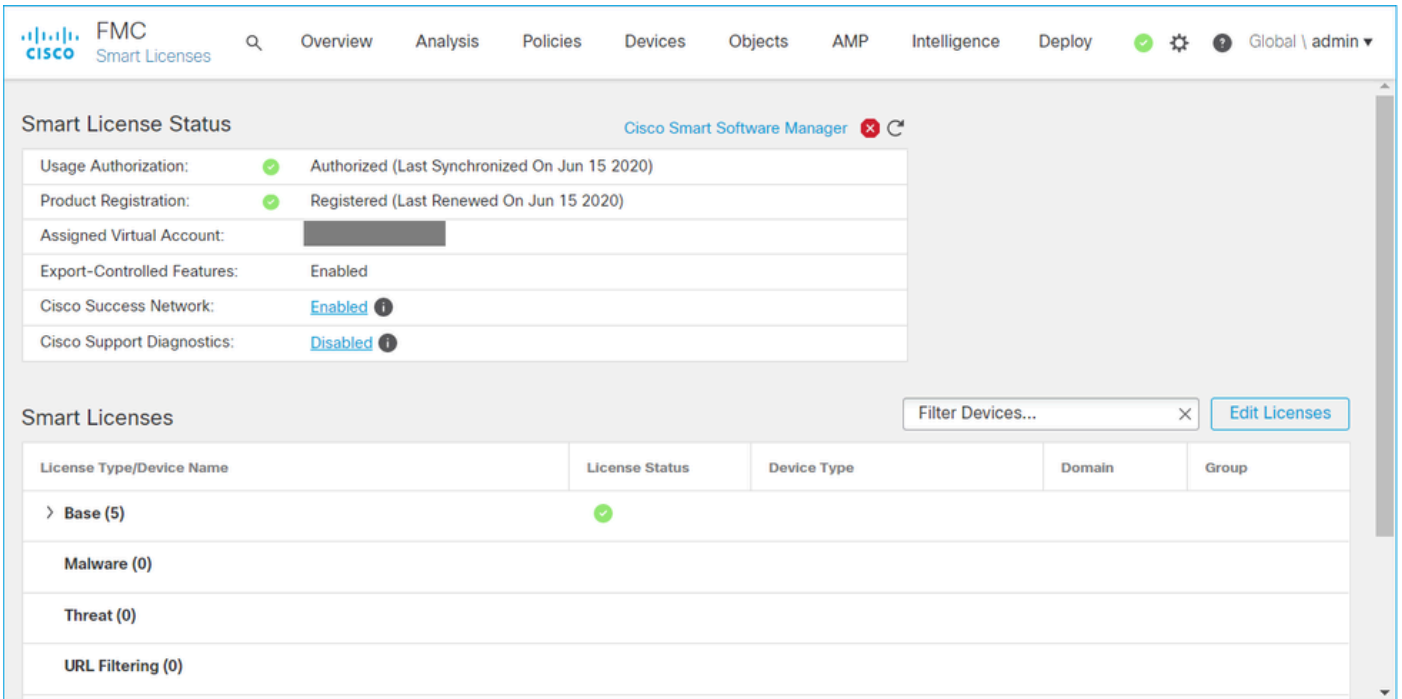 FMC
CISCO Smart Licenses
Overview Analysis Policies Devices Objects AMP Intelligence Deploy Global \ admin
Smart License Status
Cisco Smart Software Manager
Usage Authorization: Authorized (Last Synchronized On Jun 15 2020)
Product Registration: Registered (Last Renewed On Jun 15 2020)
Assigned Virtual Account:
Export-Controlled Features: Enabled
Cisco Success Network: Enabled
Cisco Support Diagnostics: Disabled
Smart Licenses
Filter Devices... Edit Licenses
License Type/Device Name License Status Device Type Domain Group
Base (5)
Malware (0)
Threat (0)
URL Filtering (0)